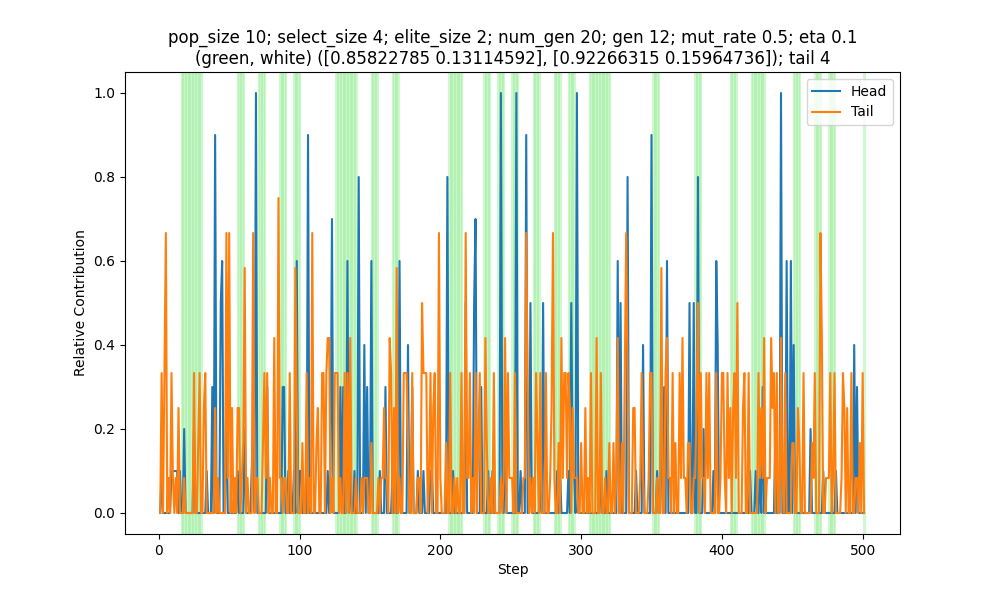 pop_size 10; select_size 4; elite_size 2; num_gen 20; gen 12; mut_rate 0.5; eta 0.1
(green, white) ([0.85822785 0.13114592], [0.92266315 0.15964736]); tail 4
Head
Tail
1.0
0.8
0.6
0.4
0.2
0.0
Relative Contribution
0
100
200
300
400
500
Step